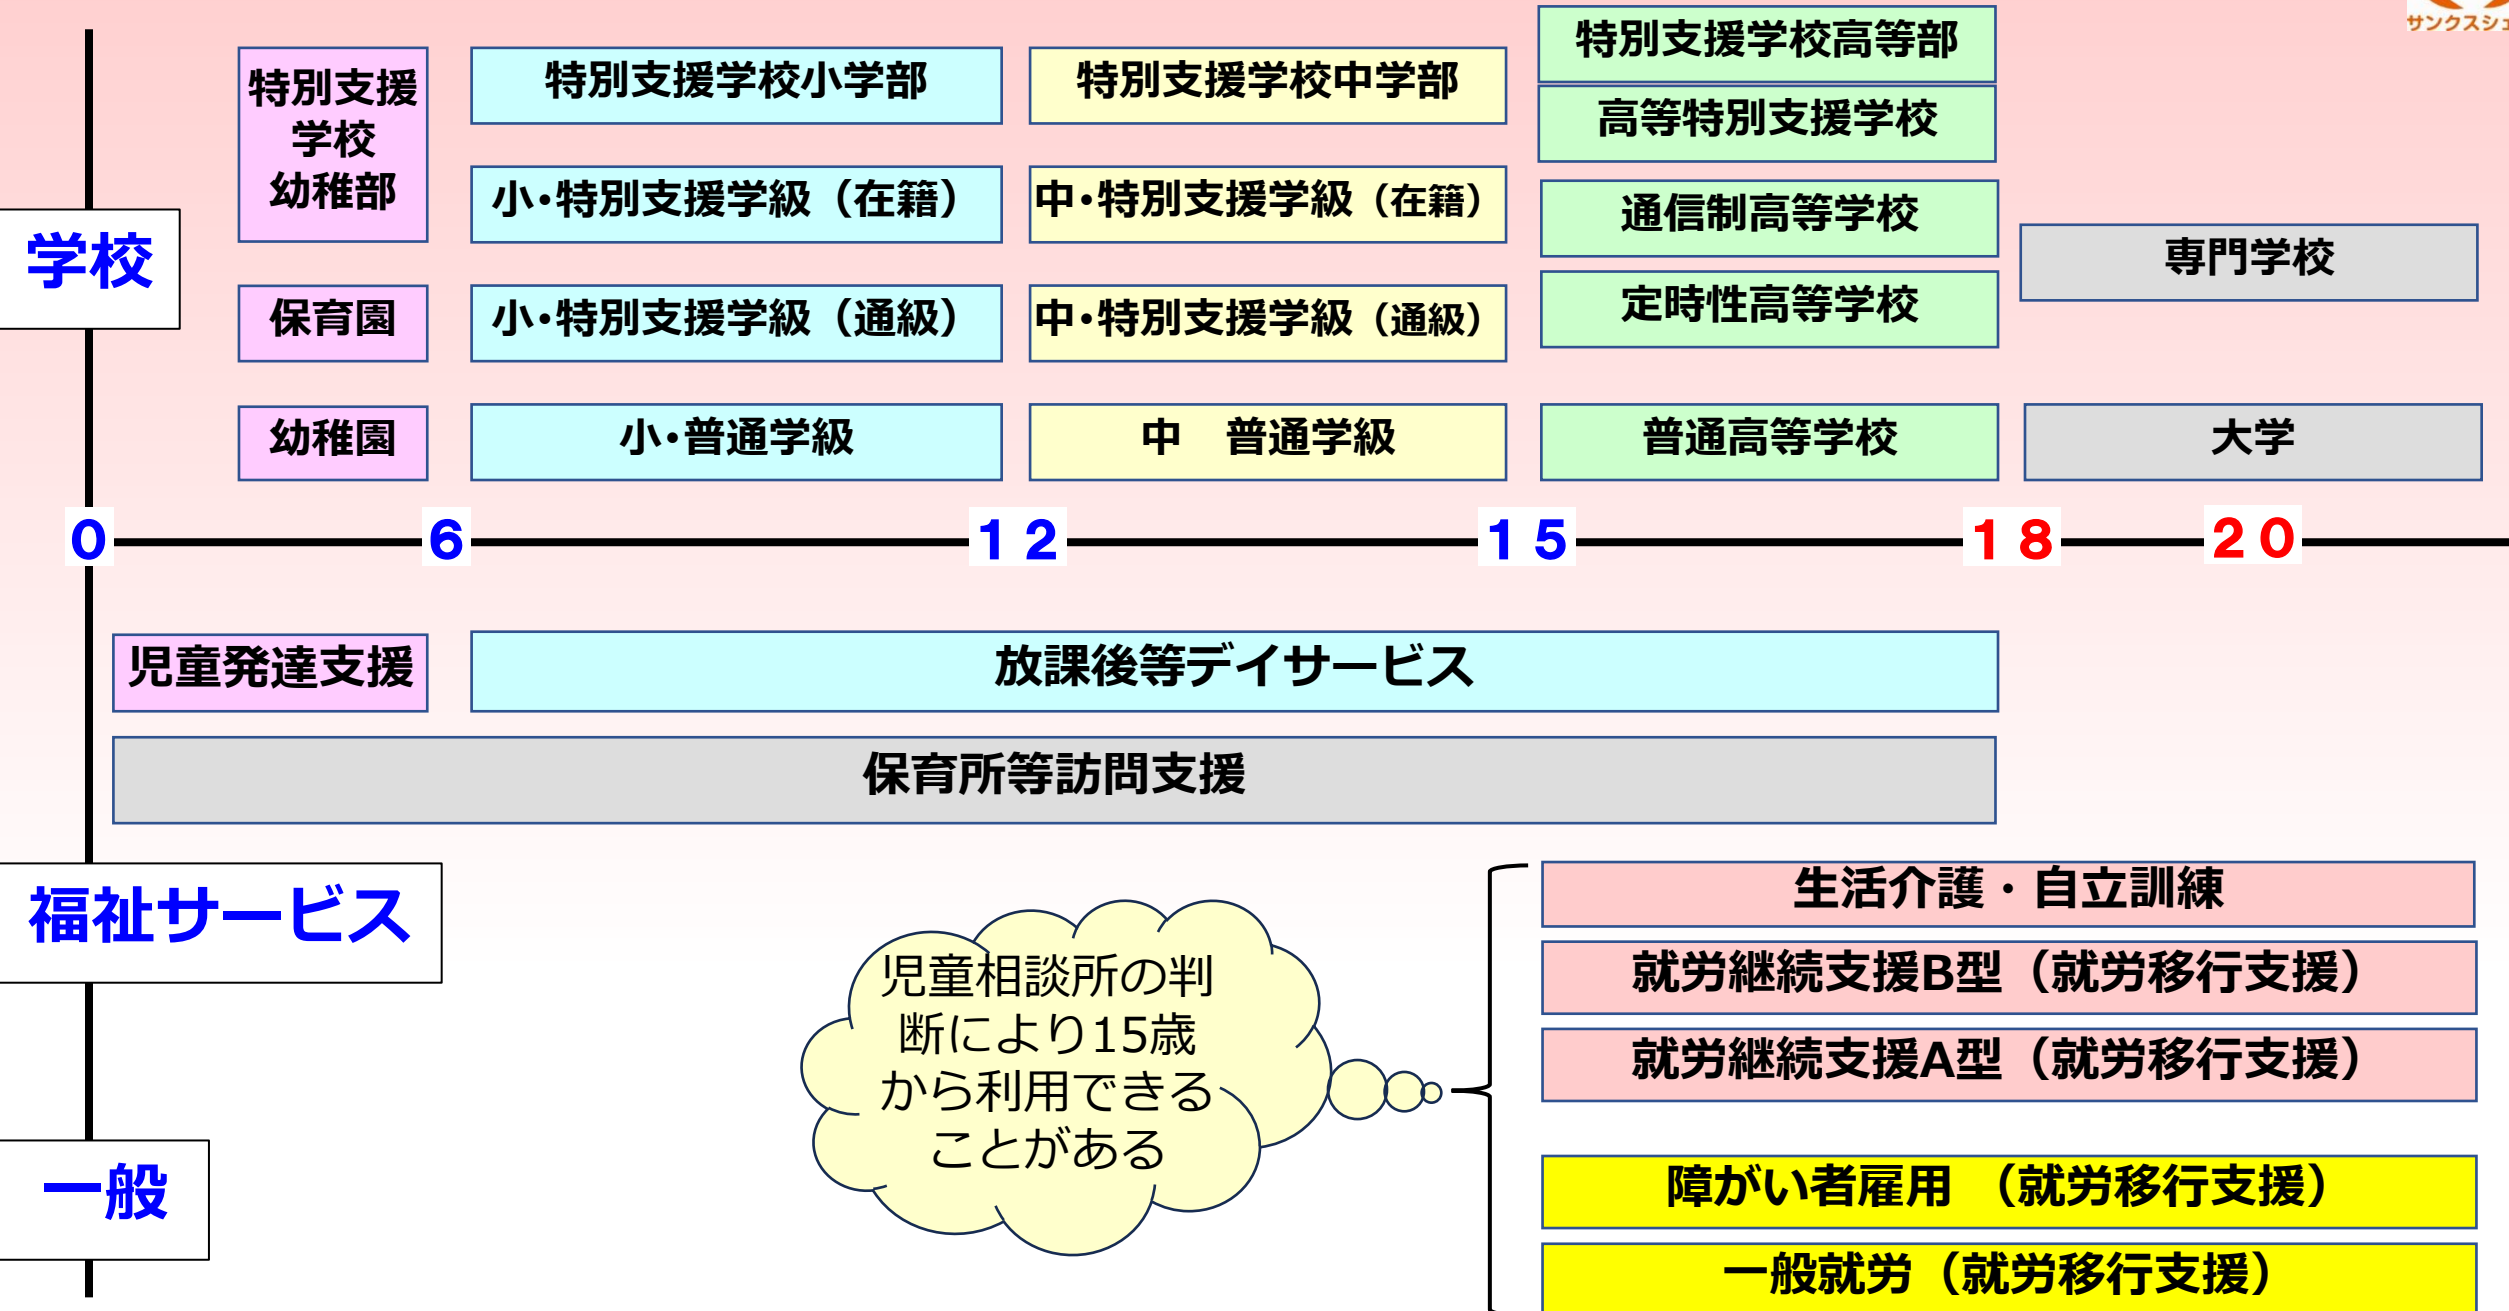 サンクスシェ
学校
特別支援
学校
幼稚部
保育園
幼稚園
特別支援学校小学部
小・特別支援学級（在籍）
小・特別支援学級（通級）
小・普通学級
特別支援学校中学部
中・特別支援学級（在籍）
中・特別支援学級（通級）
中　普通学級
特別支援学校高等部
高等特別支援学校
通信制高等学校
定時性高等学校
普通高等学校
専門学校
大学
０
６
１２
１５
１８
２０
児童発達支援
放課後等デイサービス
保育所等訪問支援
福祉サービス
児童相談所の判
断により15歳
から利用できる
ことがある
生活介護・自立訓練
就労継続支援B型（就労移行支援）
就労継続支援A型（就労移行支援）
一般
障がい者雇用 （就労移行支援）
一般就労（就労移行支援）